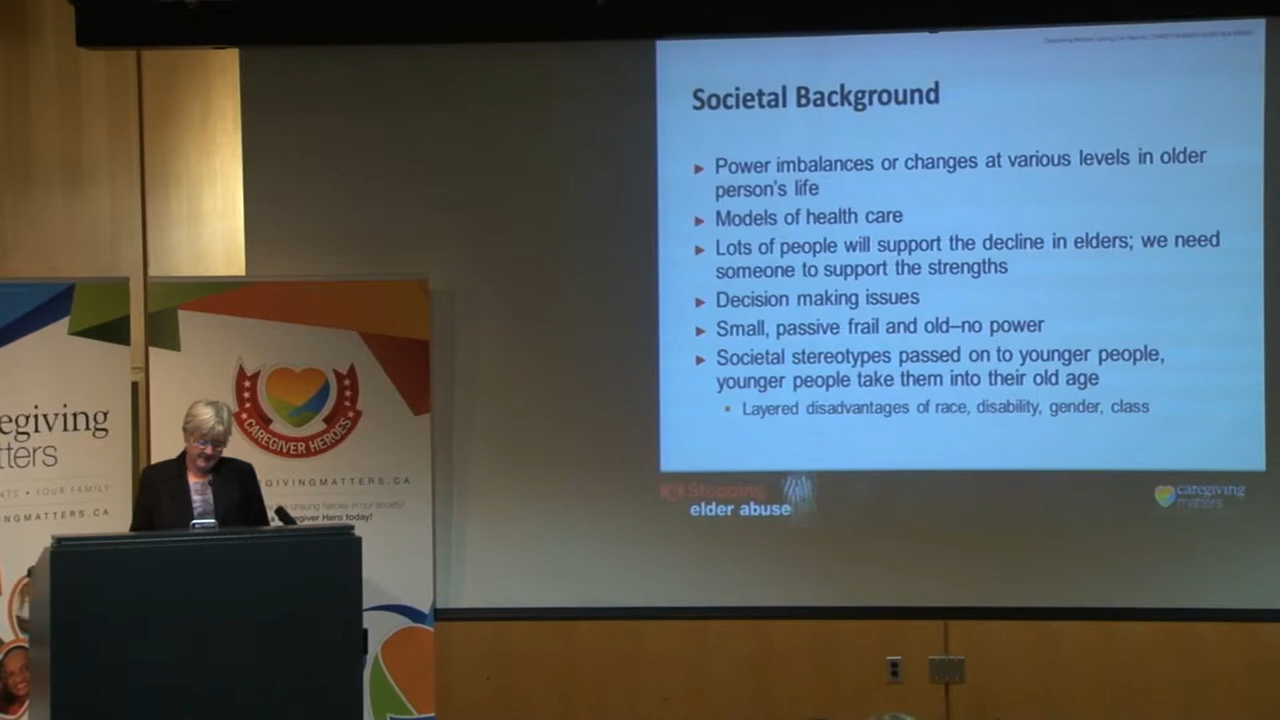 Societal Background
Power imbalances or changes at various levels in older
person's life
Models of health care
Lots of people will support the decline in elders; we need
someone to support the strengths
Decision making issues
Small, passive frail and old–no power
Societal stereotypes passed on to younger people,
younger people take them into their old age
Layered disadvantages of race, disability, gender, class
Stopping
elder abuse
caregiving
matters
egiving
tters
NTS • YOUR FAMILY
NGMATTERS.CA
CAREGIVER HEROES
GIVINGMATTERS.CA
unsung heroes in our society!
egiver Hero today!